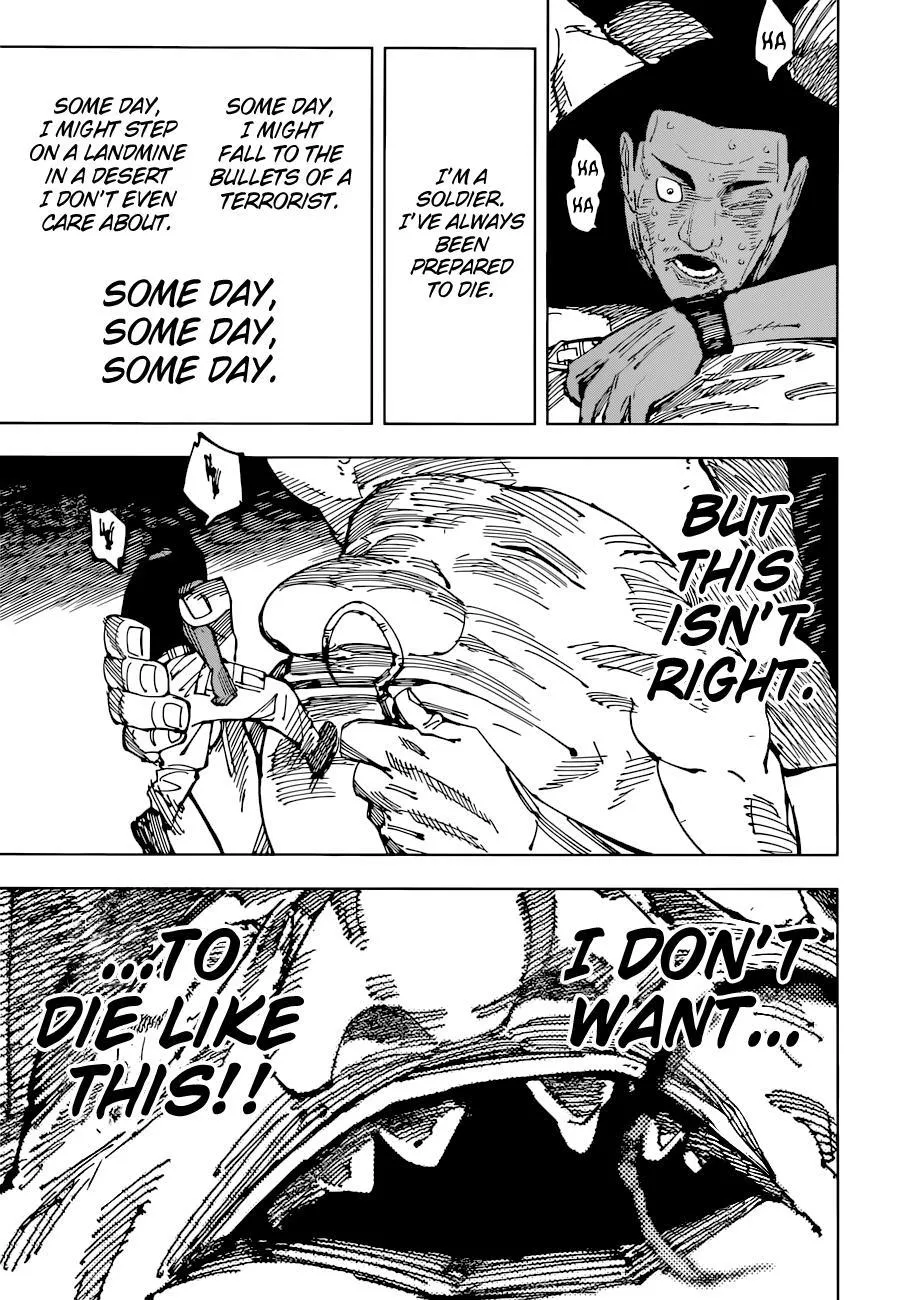 HA
HA
HA
I'M A
SOLDIER.
I'VE ALWAYS
BEEN
PREPARED
TO DIE.
SOME DAY,
I MIGHT
FALL TO THE
BULLETS OF A
TERRORIST.
SOME DAY,
I MIGHT STEP
ON A LANDMINE
IN A DESERT
I DON'T EVEN
CARE ABOUT.
SOME DAY,
SOME DAY,
SOME DAY.
BUT
THIS
ISN'T
RIGHT.
I DON'T
WANT...
...TO
DIE LIKE
THIS!!